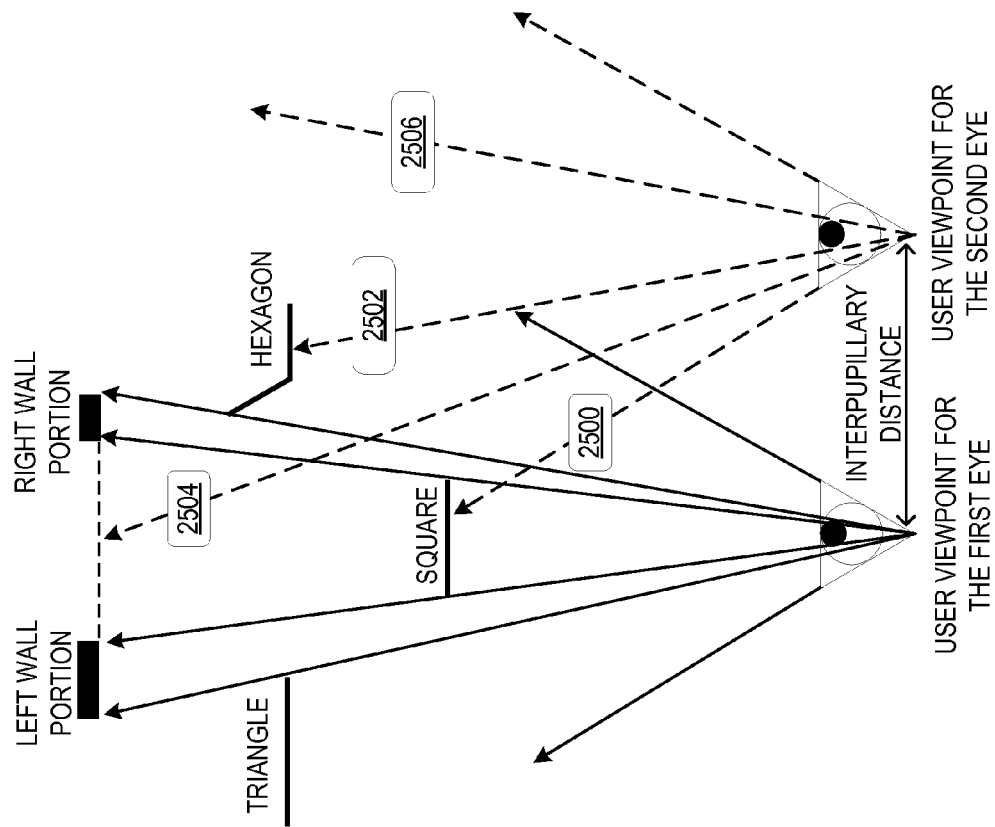 LEFT WALL
PORTION
RIGHT WALL
PORTION
TRIANGLE
SQUARE
HEXAGON
2504
2502
2506
2500
INTERPUPILLARY
DISTANCE
USER VIEWPOINT FOR
THE FIRST EYE
USER VIEWPOINT FOR
THE SECOND EYE